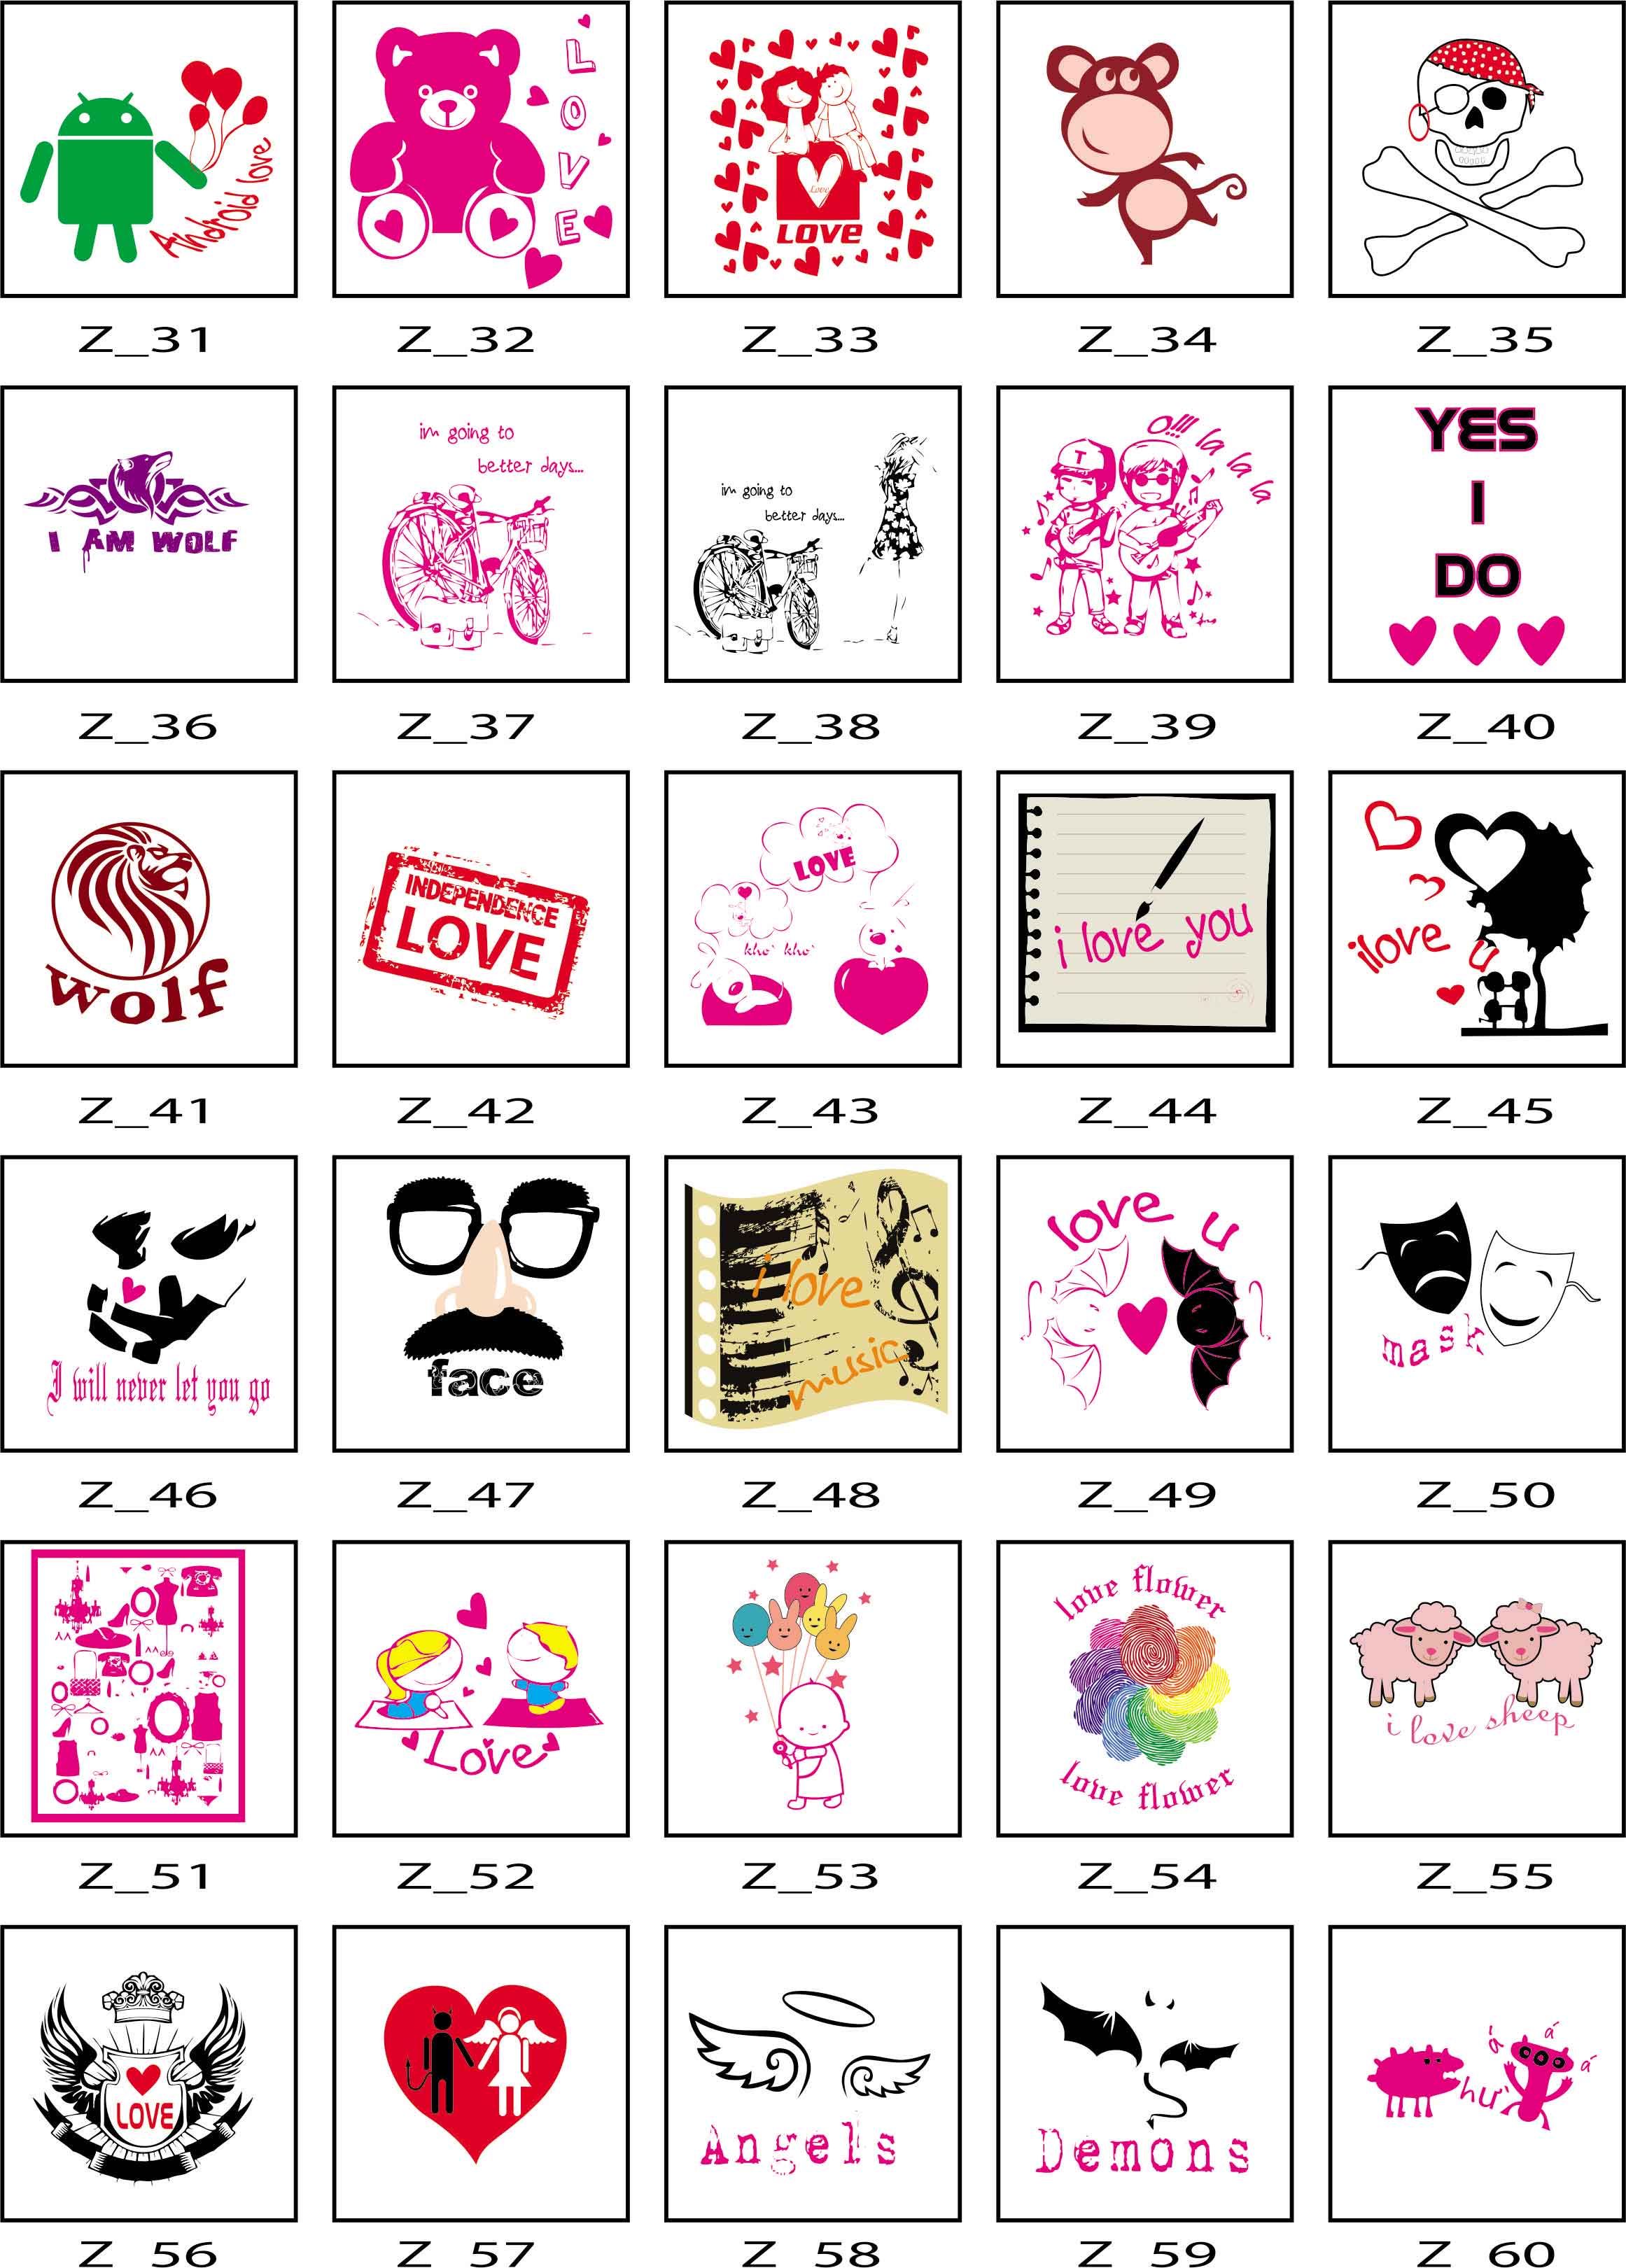 Android love
L
O
V
E
Love
LOVE
Z_31
Z_32
Z_33
Z_34
Z_35
I AM WOLF
im going to
better days...
im going to
better days...
T
O!!! la la la la
YES
I
DO
Z_36
Z_37
Z_38
Z_39
Z_40
wolf
INDEPENDENCE
LOVE
LOVE
kho` kho`
i love you
i love u
Z_41
Z_42
Z_43
Z_44
Z_45
I will never let you go
face
i love
music
love u
mask
Z_46
Z_47
Z_48
Z_49
Z_50
Love
love flower
love flower
i love sheep
Z_51
Z_52
Z_53
Z_54
Z_55
LOVE
Angels
Demons
hừ
á
á
á
Z_56
Z_57
Z_58
Z_59
Z_60